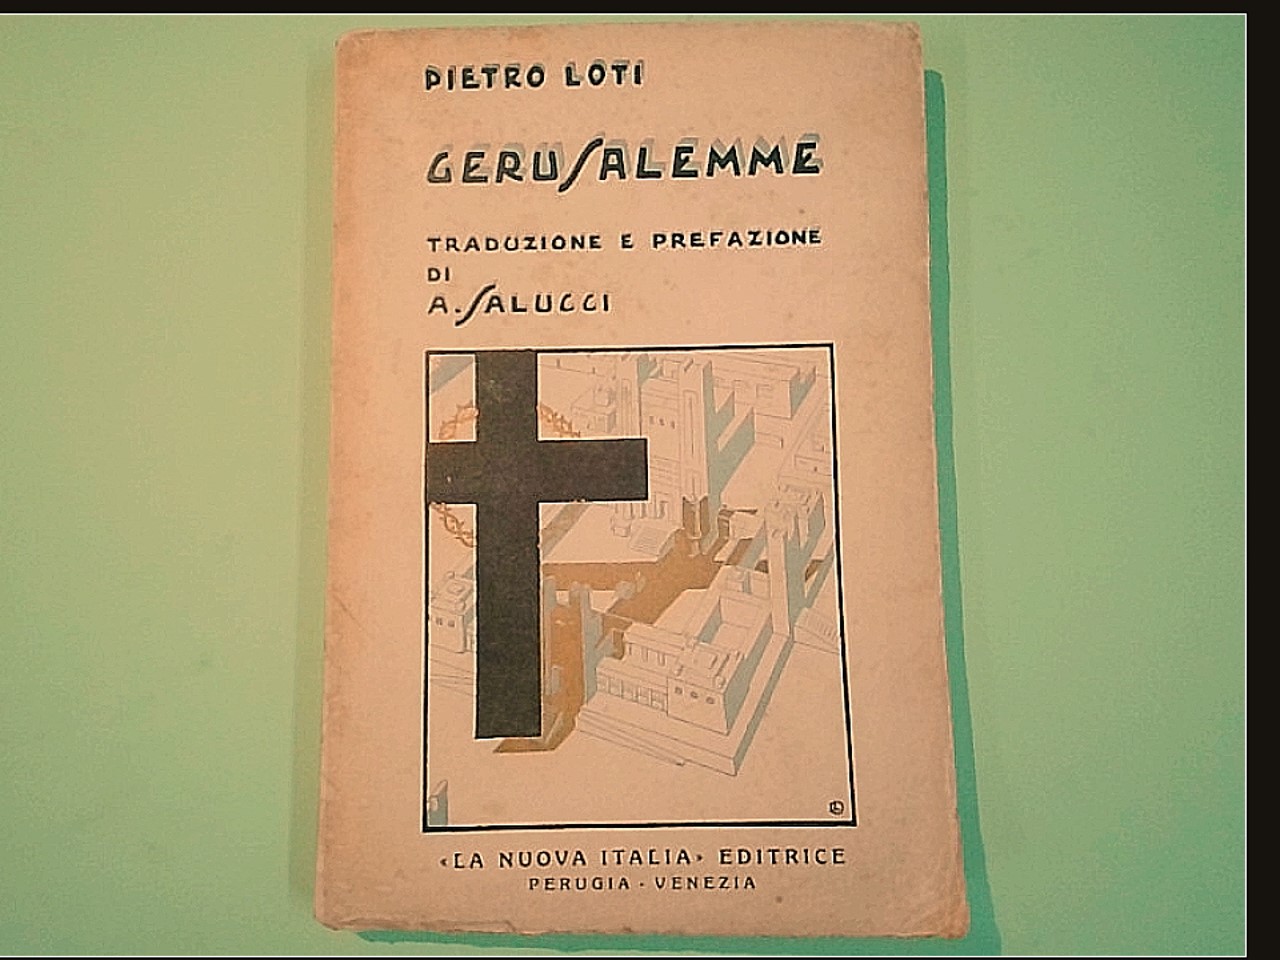 PIETRO LOTI
GERUSALEMME
TRADUZIONE E PREFAZIONE
DI
A. SALUCCI
«LA NUOVA ITALIA» EDITRICE
PERUGIA - VENEZIA